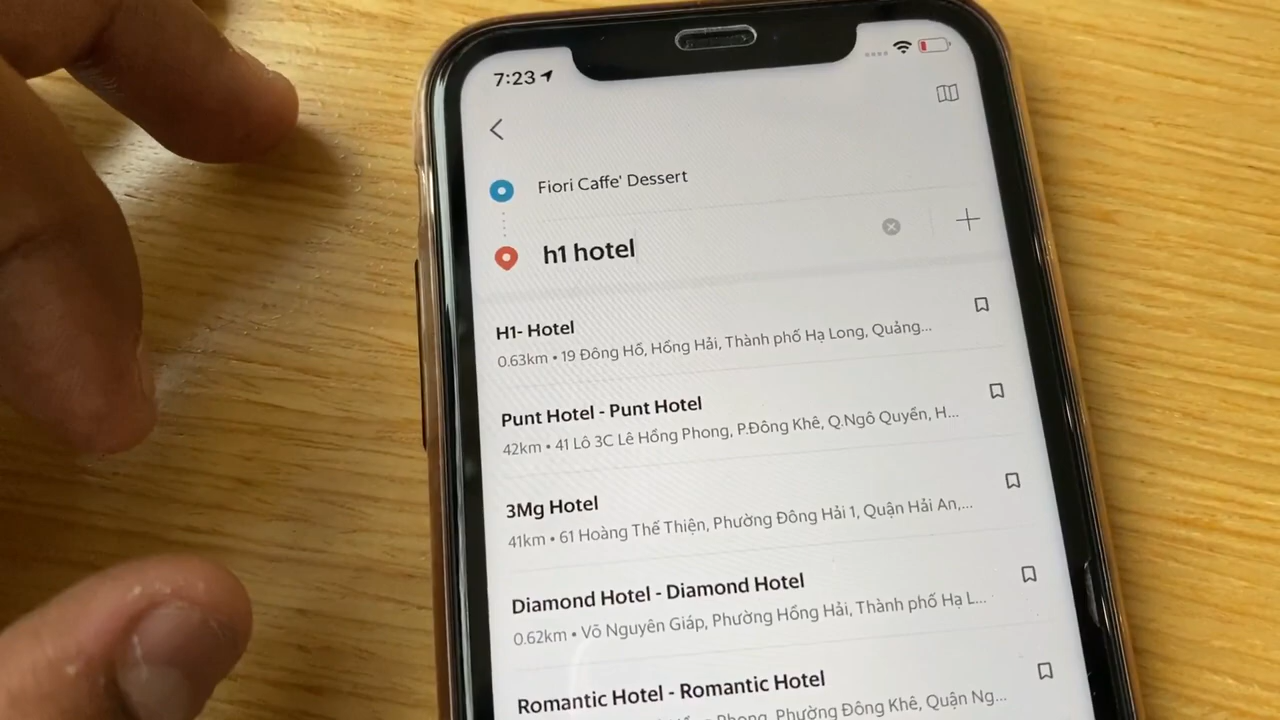 7:23
Fiori Caffe' Dessert
h1 hotel
H1- Hotel
0.63km • 19 Đông Hồ, Hồng Hải, Thành phố Hạ Long, Quảng...
Punt Hotel - Punt Hotel
42km • 41 Lô 3C Lê Hồng Phong, P.Đông Khê, Q.Ngô Quyền, H...
3Mg Hotel
41km • 61 Hoàng Thế Thiện, Phường Đông Hải 1, Quận Hải An,...
Diamond Hotel - Diamond Hotel
0.62km • Võ Nguyên Giáp, Phường Hồng Hải, Thành phố Hạ L...
Romantic Hotel - Romantic Hotel
Phong, Phường Đông Khê, Quận Ng...